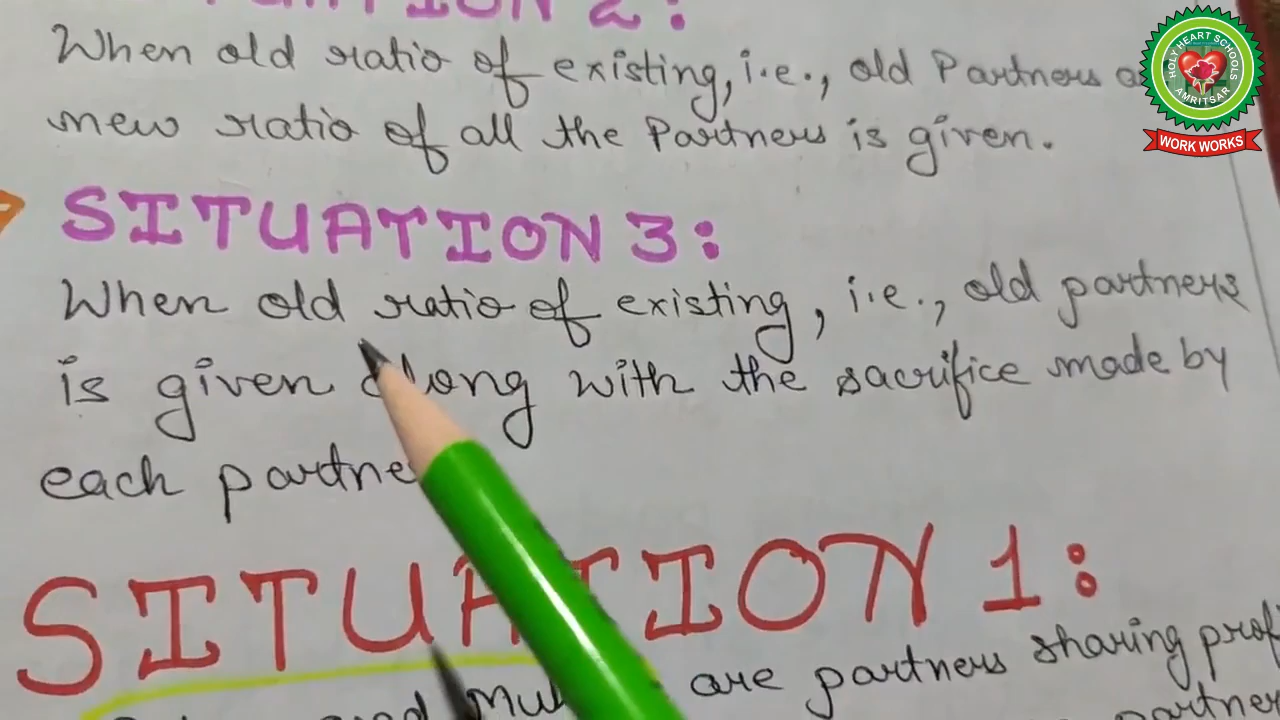 SITUATION 2:
When old ratio of existing, i.e., old Partners
new ratio of all the Partners is given.
SITUATION 3:
When old ratio of existing, i.e., old partners
is given along with the sacrifice made by
each
SITUATION 1:
are partners sharing
HOLY HEART SCHOOLS
AMRITSAR
WORK WORKS